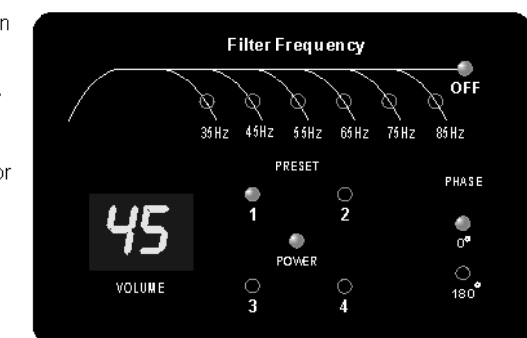 n
or
Filter Frequency
OFF
35Hz 45Hz 55Hz 65Hz 75Hz 85Hz
PRESET
PHASE
1 2
0°
45
POWER
VOLUME
180°
3 4